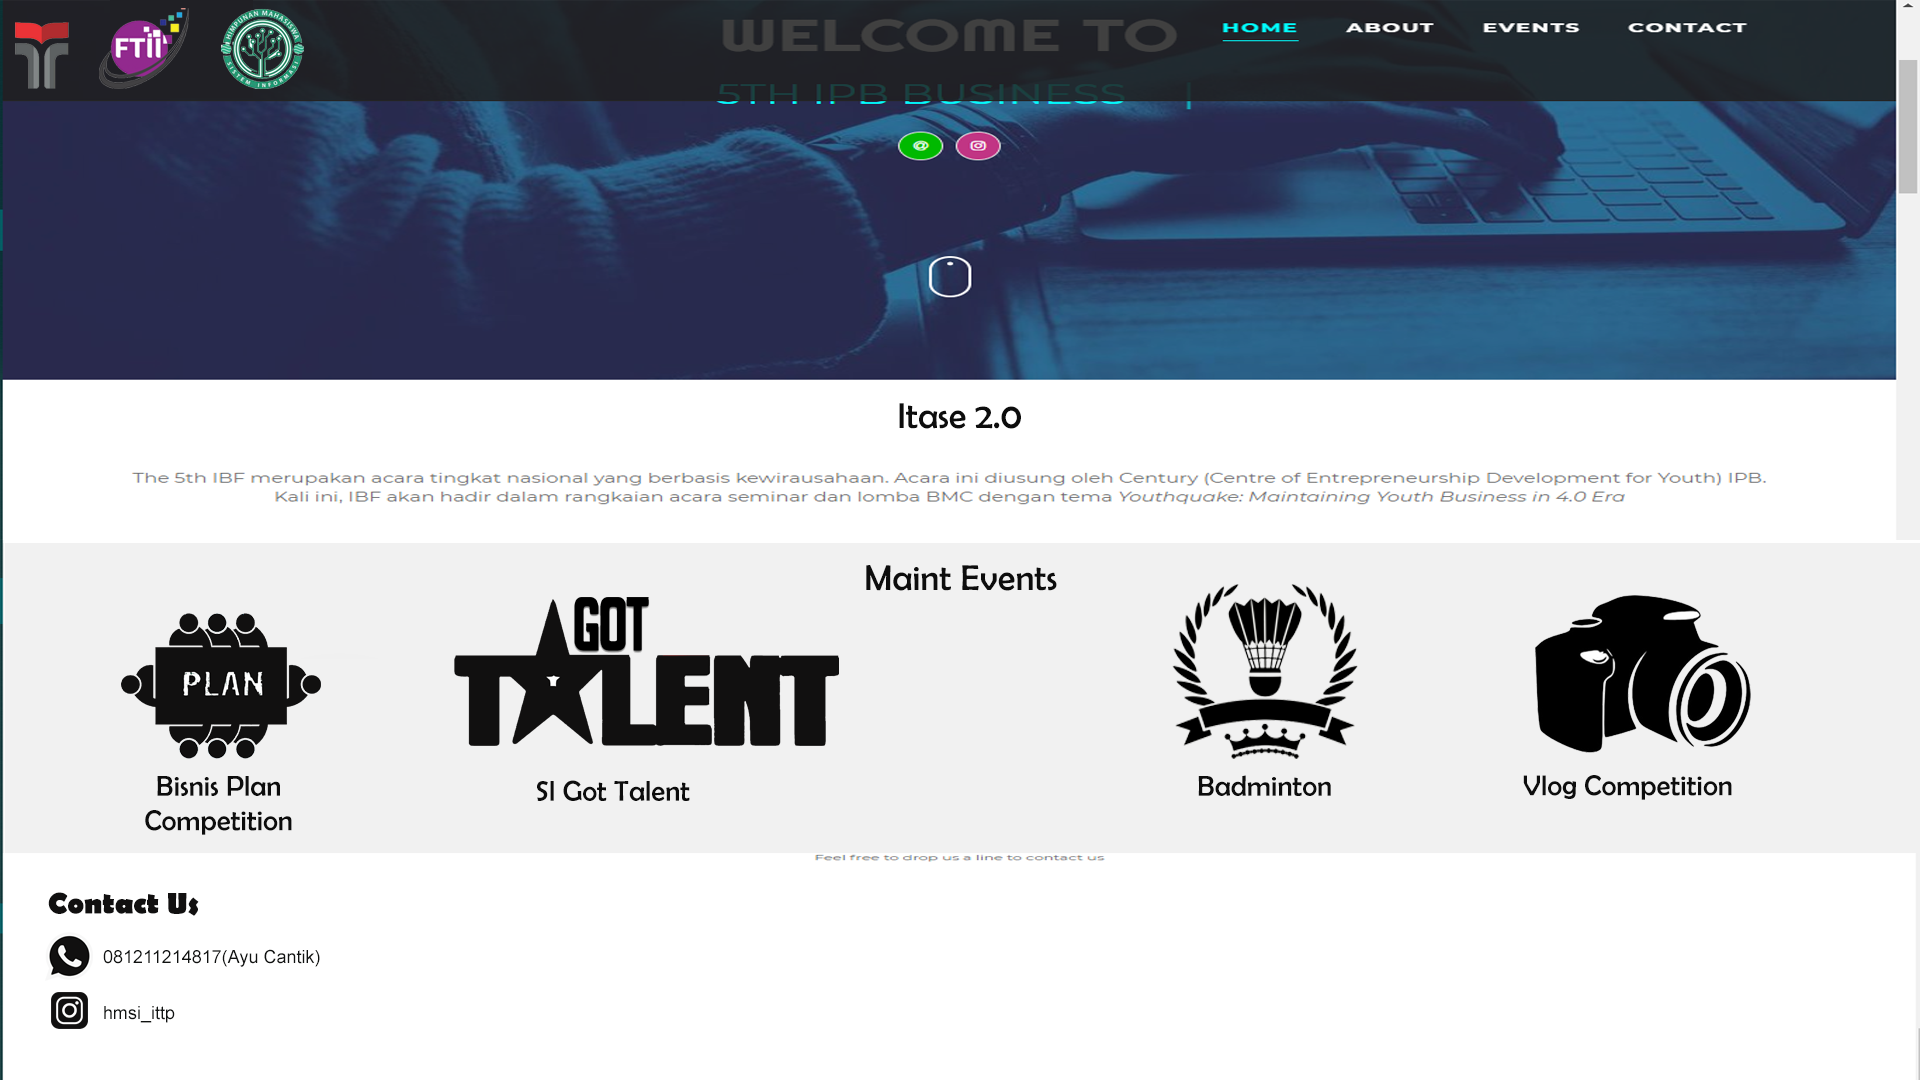 FTII
HIMPUNAN MAHASISWA
SISTEM INFORMASI
WELCOME TO
HOME
ABOUT
EVENTS
CONTACT
5TH IPB BUSINESS |
Itase 2.0
The 5th IBF merupakan acara tingkat nasional yang berbasis kewirausahaan. Acara ini diusung oleh Century (Centre of Entrepreneurship Development for Youth) IPB.
Kali ini, IBF akan hadir dalam rangkaian acara seminar dan lomba BMC dengan tema Youthquake: Maintaining Youth Business in 4.0 Era
Maint Events
PLAN
GOT
TALENT
Bisnis Plan
Competition
SI Got Talent
Badminton
Vlog Competition
Feel free to drop us a line to contact us
Contact Us
081211214817(Ayu Cantik)
hmsi_ittp